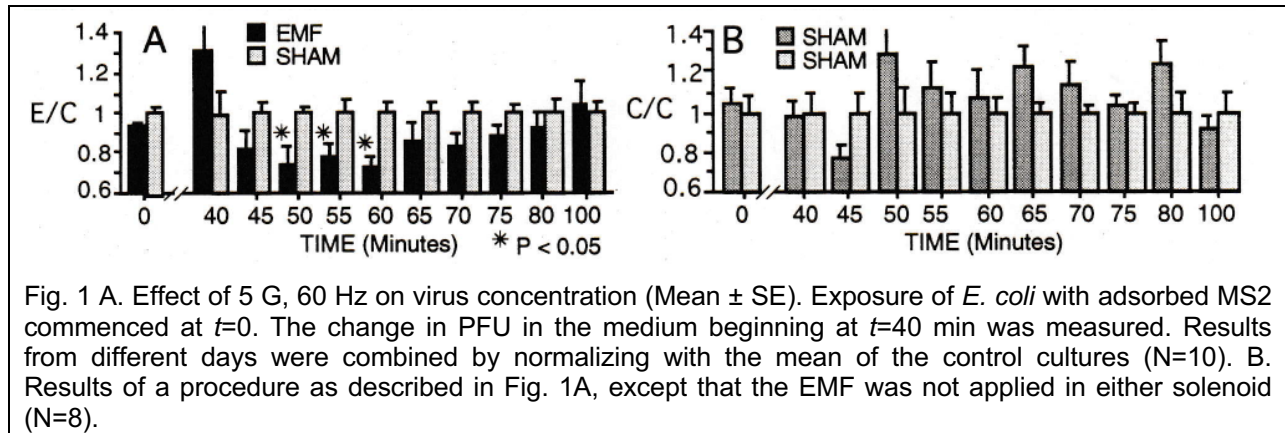 A
EMF
SHAM
1.4
1.2
E/C 1
0.8
0.6
0 40 45 50 55 60 65 70 75 80 100
TIME (Minutes) * P < 0.05
B
SHAM
SHAM
1.4
1.2
C/C 1
0.8
0.6
0 40 45 50 55 60 65 70 75 80 100
TIME (Minutes)
Fig. 1 A. Effect of 5 G, 60 Hz on virus concentration (Mean ± SE). Exposure of E. coli with adsorbed MS2
commenced at t=0. The change in PFU in the medium beginning at t=40 min was measured. Results
from different days were combined by normalizing with the mean of the control cultures (N=10). B.
Results of a procedure as described in Fig. 1A, except that the EMF was not applied in either solenoid
(N=8).